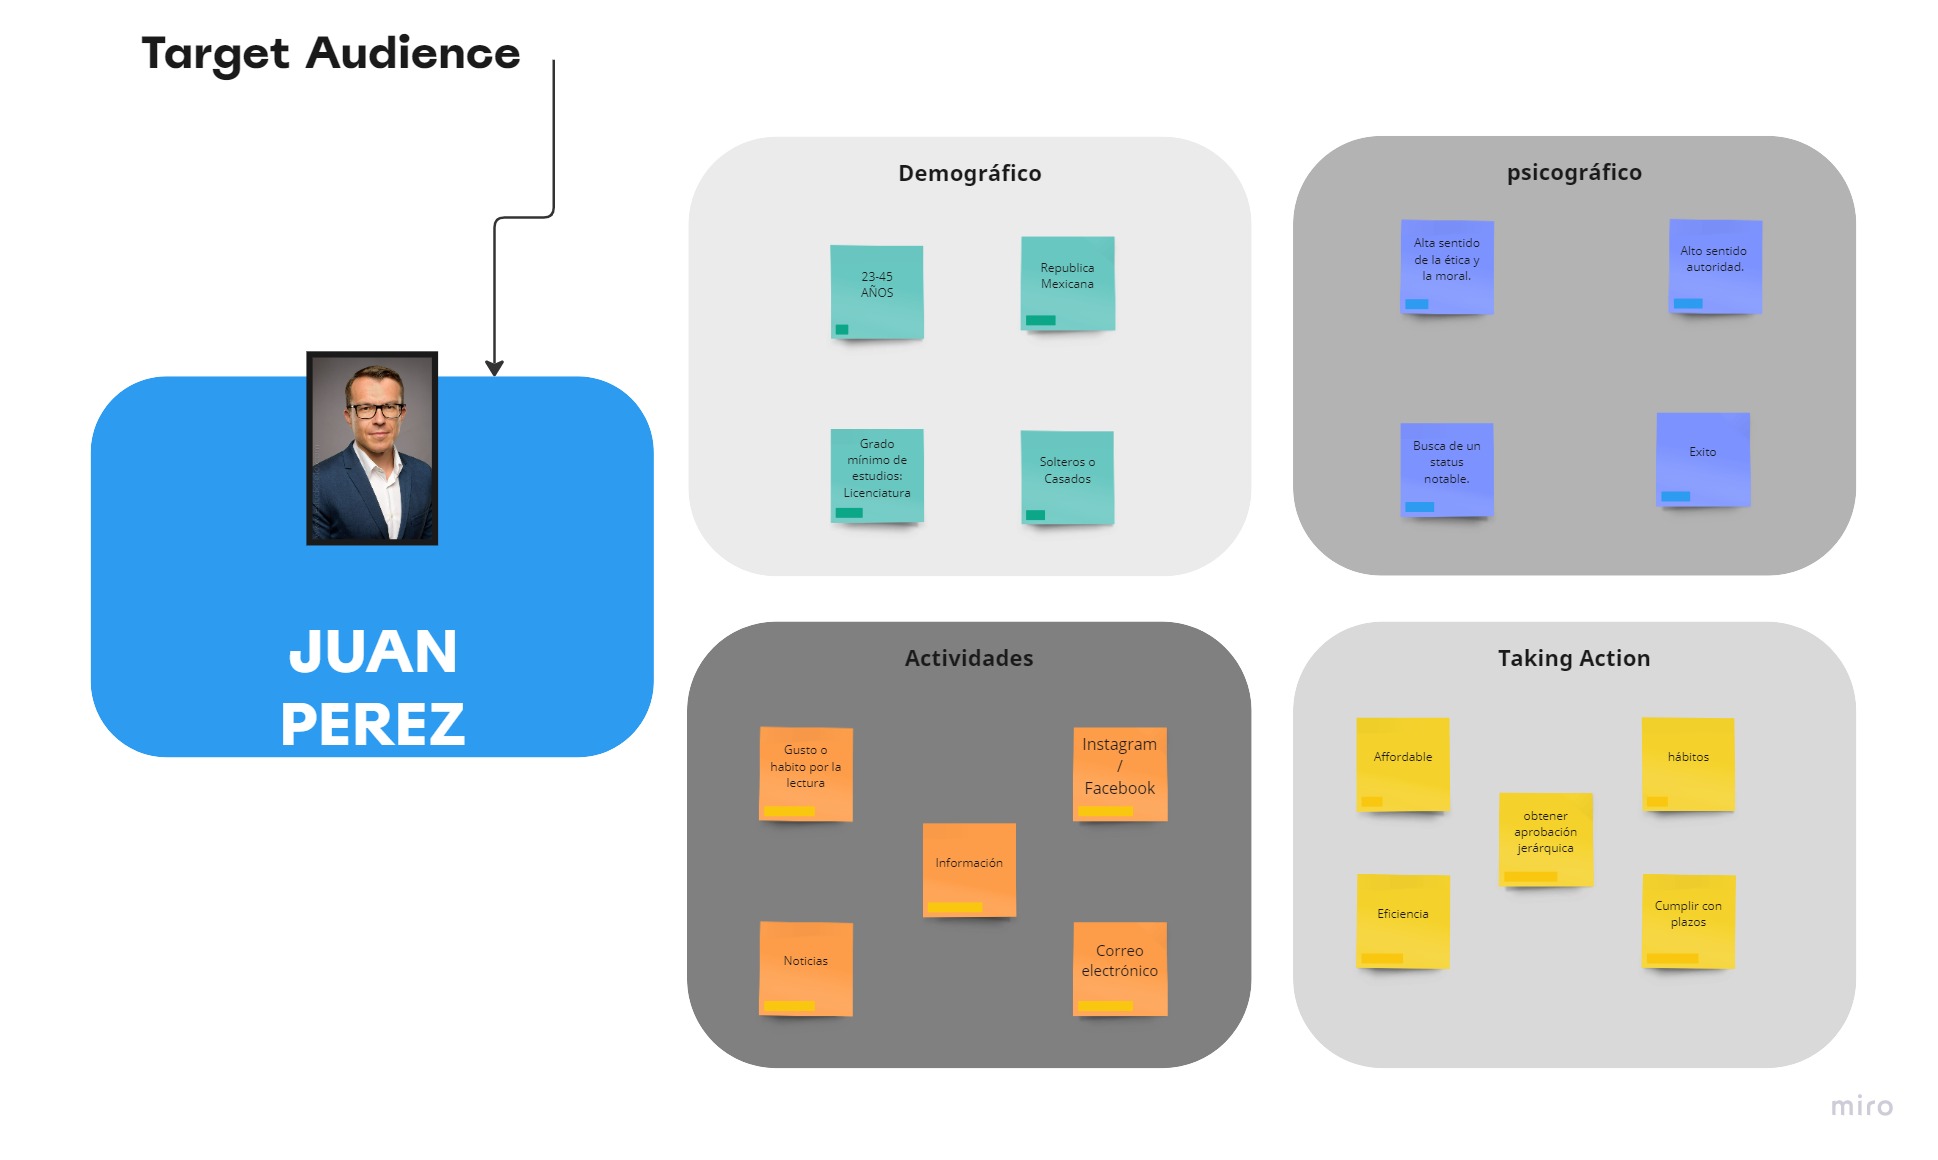 Target Audience
JUAN
PEREZ
Demográfico
23-45
AÑOS
Republica
Mexicana
Grado
mínimo de
estudios:
Licenciatura
Solteros o
Casados
psicográfico
Alta sentido
de la ética y
la moral.
Alto sentido
autoridad.
Busca de un
status
notable.
Exito
Actividades
Gusto o
habito por la
lectura
Instagram
/
Facebook
Información
Noticias
Correo
electrónico
Taking Action
Affordable
hábitos
obtener
aprobación
jerárquica
Eficiencia
Cumplir con
plazos
miro